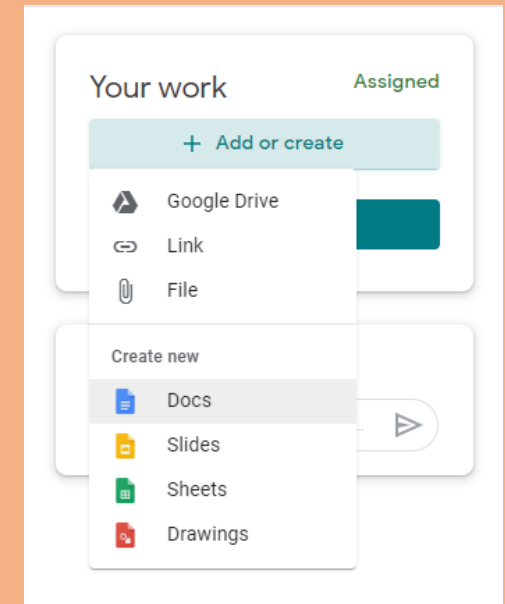 Your work
Assigned
+ Add or create
Google Drive
Link
File
Create new
Docs
Slides
Sheets
Drawings